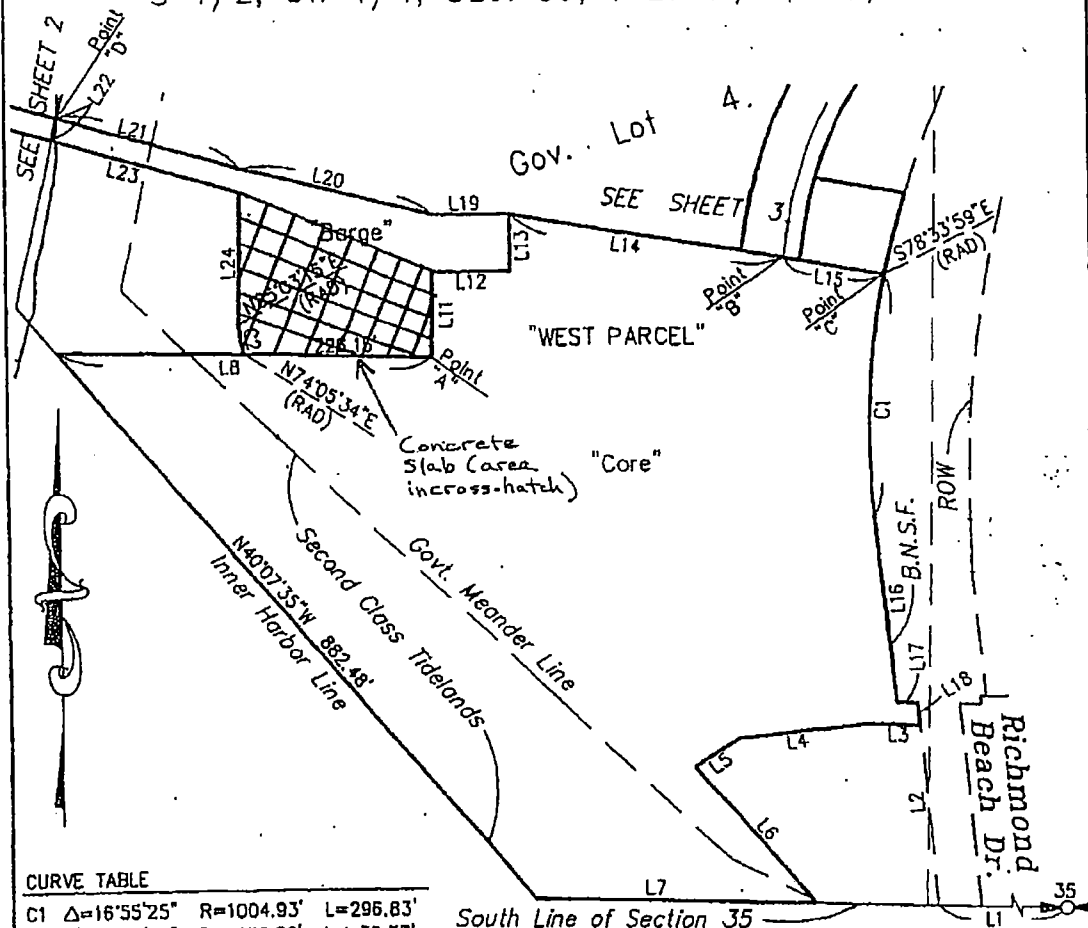 SHEET 2
SEE
Point
"D"
L22
L21
L23
L20
L19
Gov. Lot 4.
SEE SHEET 3.
L13
L14
"Barge"
L24
L12
L11
(RAD)
S78°33'59"E
(RAD)
L15
Point
"B"
Point
"C"
"WEST PARCEL"
L8
Point
"A"
N74°05'34"E
(RAD)
C1
Concrete
Slab (area
in cross-hatch)
"Core"
ROW
B.N.S.F.
L16
L17
L18
N40°07'35"W 882.48'
Inner Harbor Line
Second Class Tidelands
Govt. Meander Line
L3
L4
L5
L6
L2
Richmond
Beach Dr.
L7
35
L1
South Line of Section 35
CURVE TABLE
C1 Δ=16°55'25" R=1004.93' L=296.83'